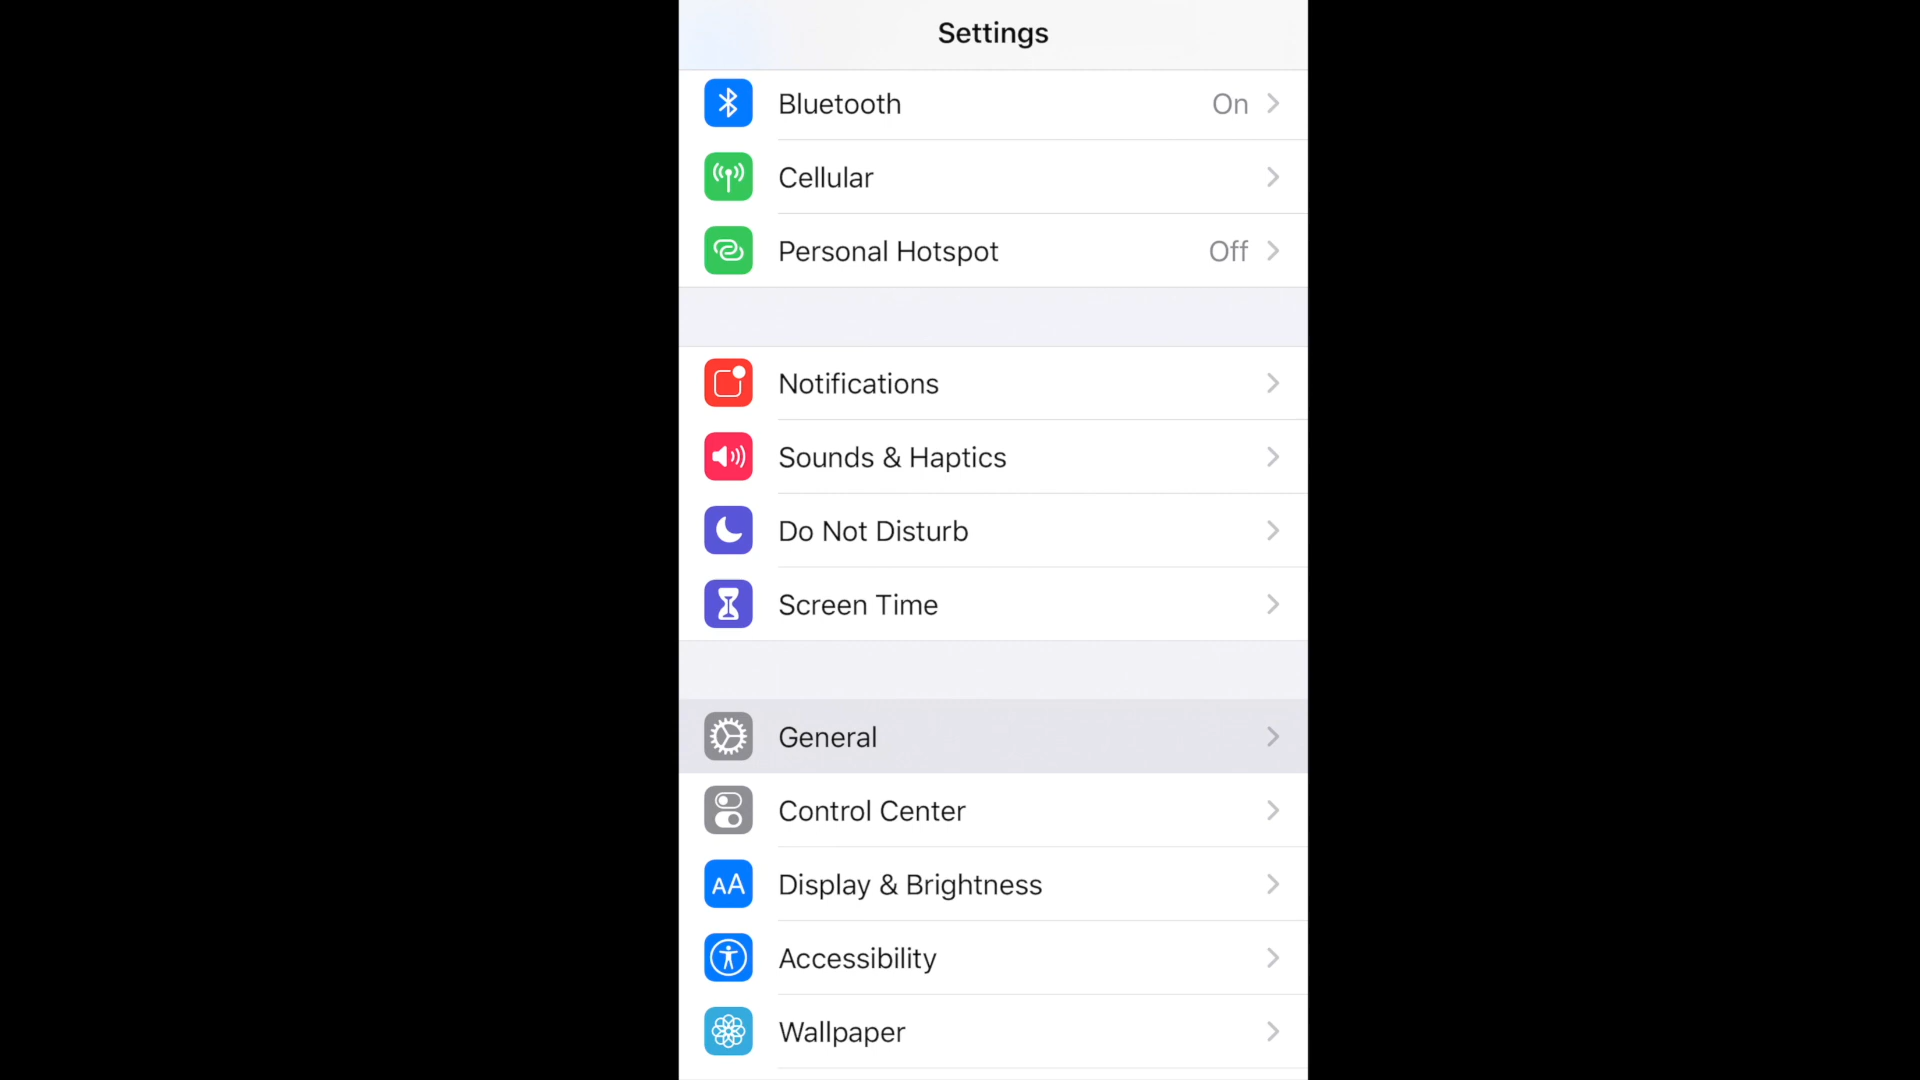 Settings
Bluetooth On
Cellular
Personal Hotspot Off
Notifications
Sounds & Haptics
Do Not Disturb
Screen Time
General
Control Center
AA Display & Brightness
Accessibility
Wallpaper